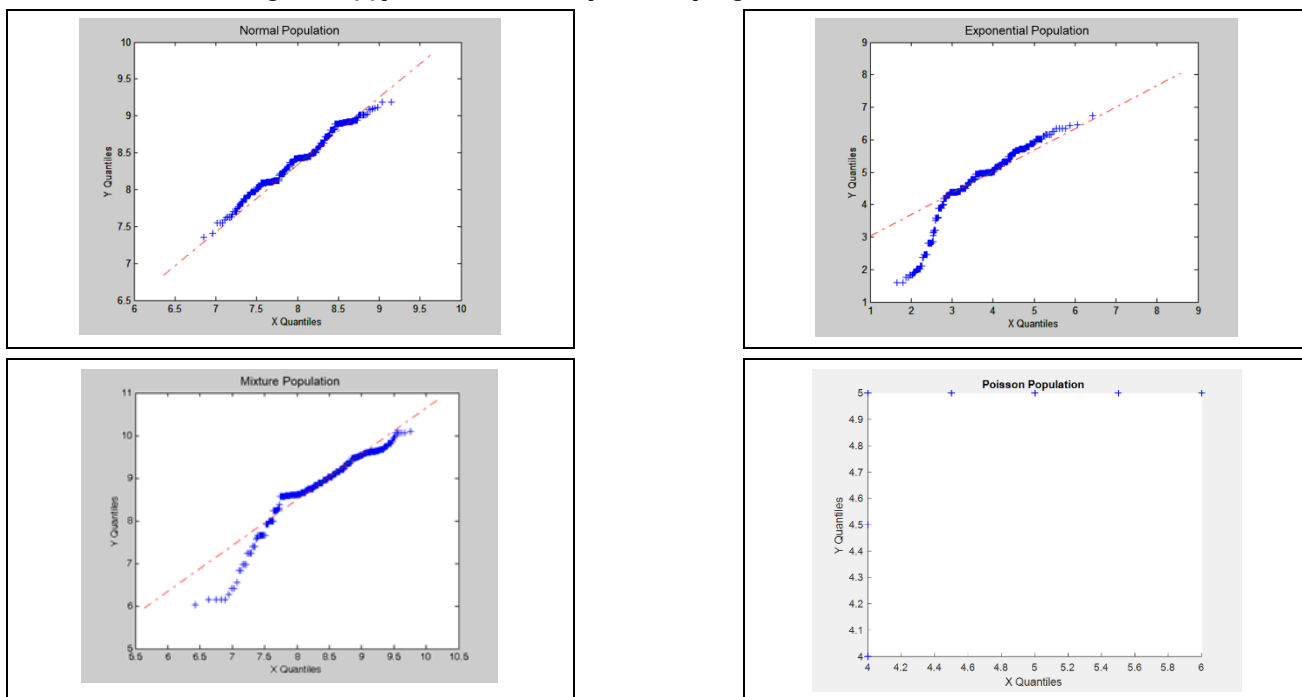 Normal Population
10
9.5
9
8.5
8
7.5
7
6.5
Y Quantiles
6 6.5 7 7.5 8 8.5 9 9.5 10
X Quantiles
Exponential Population
9
8
7
6
5
4
3
2
1
Y Quantiles
1 2 3 4 5 6 7 8 9
X Quantiles
Mixture Population
11
10
9
8
7
6
5
Y Quantiles
5.5 6 6.5 7 7.5 8 8.5 9 9.5 10 10.5
X Quantiles
Poisson Population
5
4.9
4.8
4.7
4.6
4.5
4.4
4.3
4.2
4.1
4
Y Quantiles
4 4.2 4.4 4.6 4.8 5 5.2 5.4 5.6 5.8 6
X Quantiles